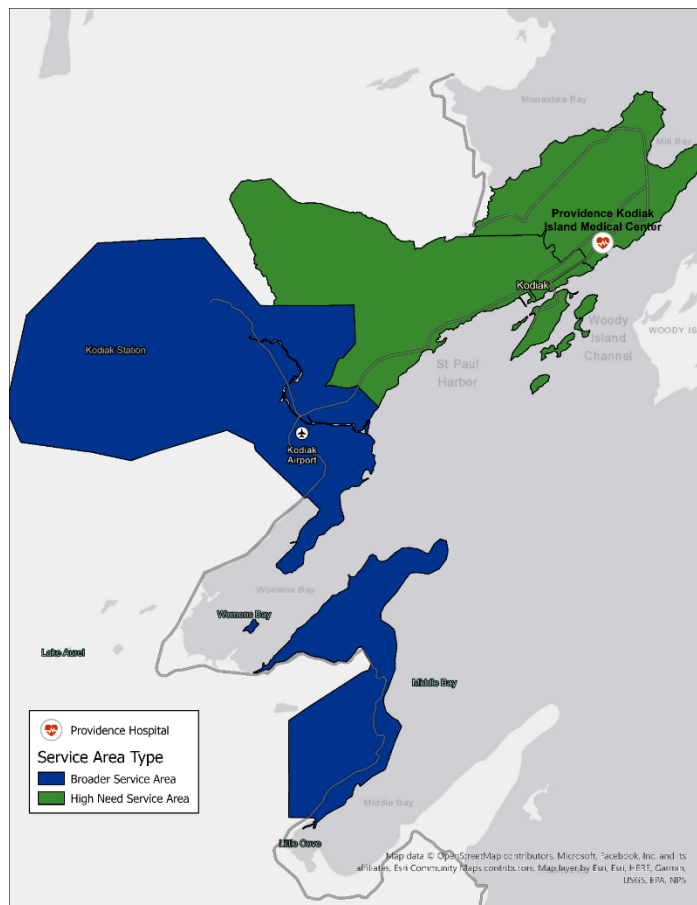 Monashka Bay
Mill Bay
Providence Kodiak
Island Medical Center
Kodiak
Woody
Island
Channel
WOODY IS
St Paul
Harbor
Kodiak Station
Kodiak
Airport
Womens Bay
Womens Bay
Lake Aurel
Middle Bay
Middle Bay
Little Cove
Providence Hospital
Service Area Type
Broader Service Area
High Need Service Area
Map data © OpenStreetMap contributors, Microsoft, Facebook, Inc. and its
affiliates, Esri Community Maps contributors, Map layer by Esri, Esri, HERE, Garmin,
USGS, EPA, NPS